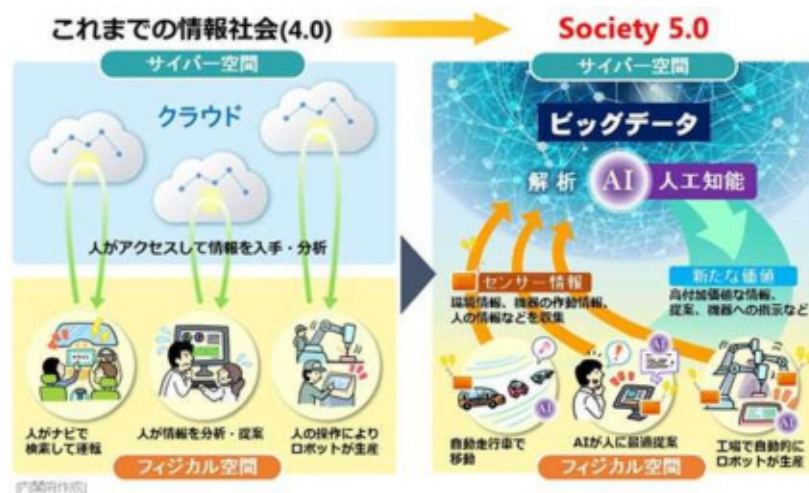 これまでの情報社会(4.0)
Society 5.0
サイバー空間
クラウド
人がアクセスして情報を入手・分析
人がナビで
検索して運転
人が情報を分析・提案
人の操作により
ロボットが生産
フィジカル空間
サイバー空間
ビッグデータ
解析 AI 人工知能
センサー情報
環境情報、機器の作動情報、
人の情報などを収集
新たな価値
高付加価値な情報、
提案、機器への指示など
自動走行車で
移動
AI
AIが人に最適提案
AI
工場で自動的に
ロボットが生産
AI
フィジカル空間